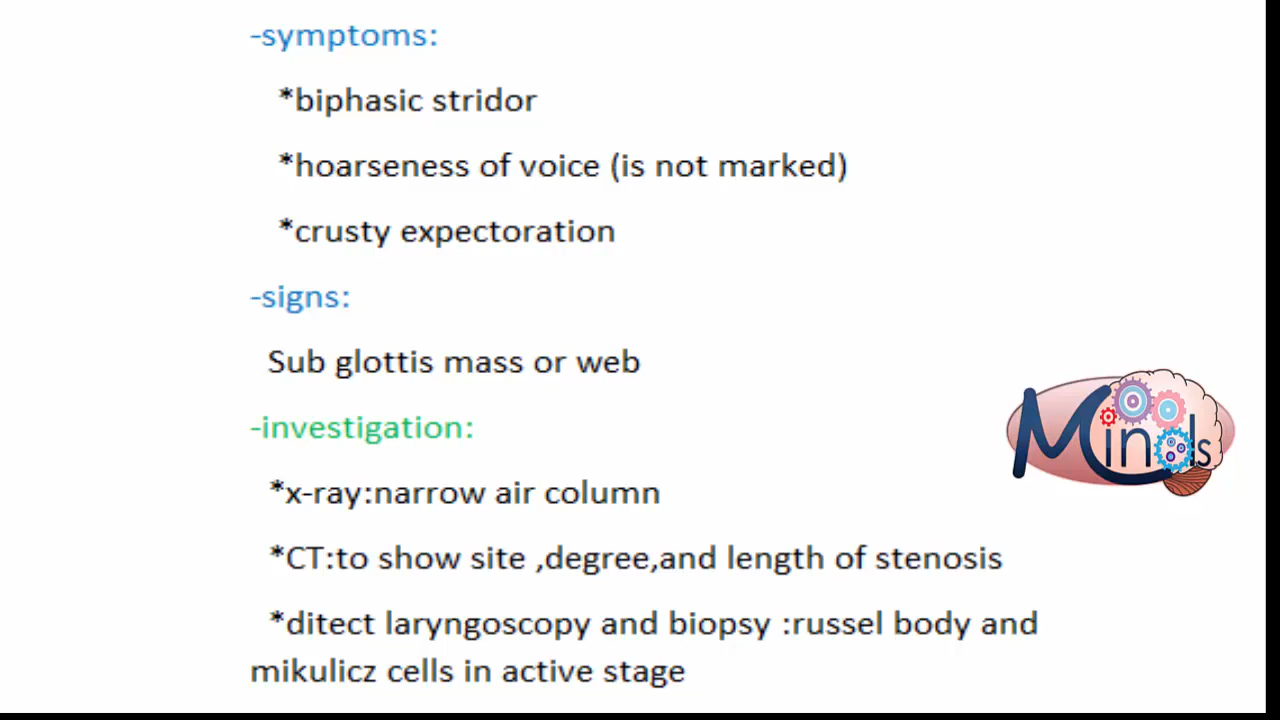 -symptoms:
*biphasic stridor
*hoarseness of voice (is not marked)
*crusty expectoration
-signs:
Sub glottis mass or web
-investigation:
*x-ray:narrow air column
*CT:to show site ,degree,and length of stenosis
*ditect laryngoscopy and biopsy :russel body and
mikulicz cells in active stage
Minds